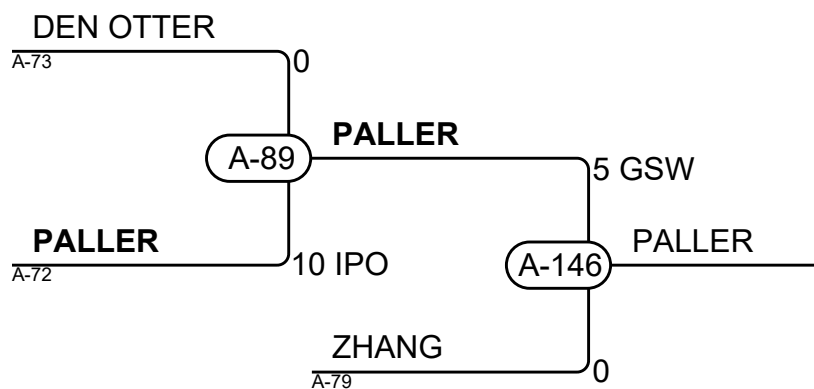 DEN OTTER
A-73
0
PALLER
A-89
5 GSW
PALLER
PALLER
A-146
10 IPO
A-72
ZHANG
0
A-79